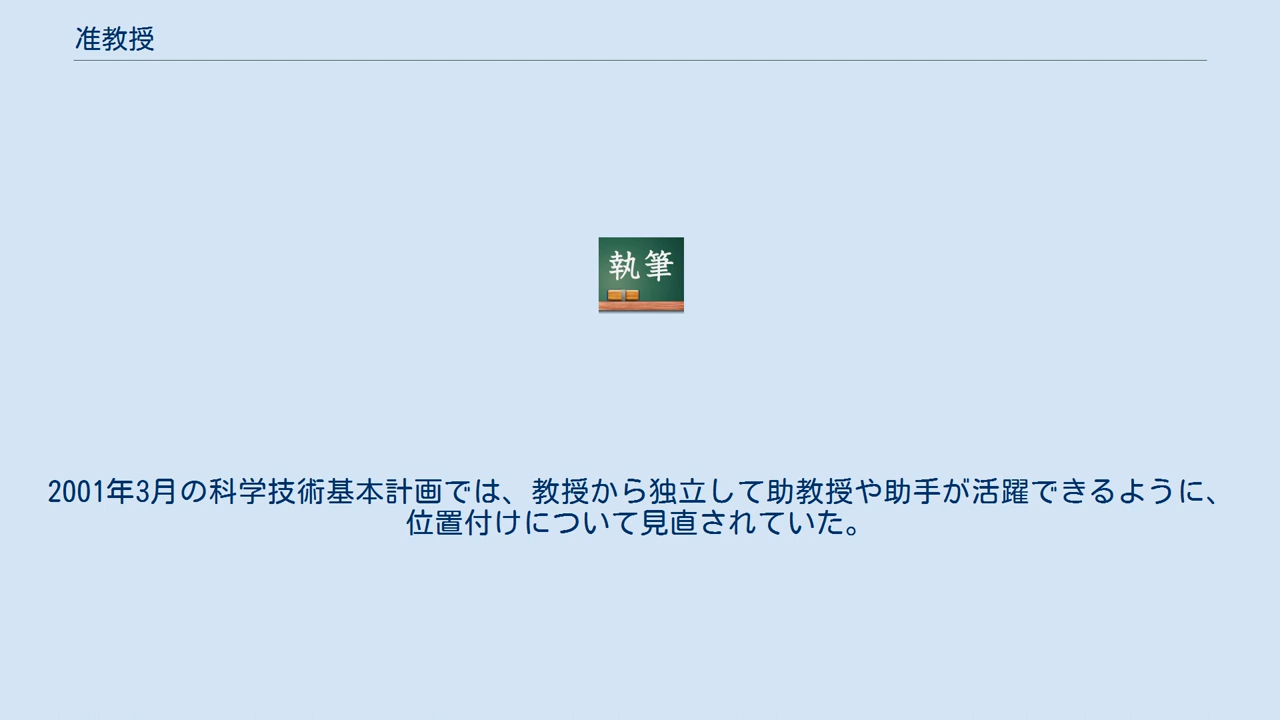 准教授
執筆
2001年3月の科学技術基本計画では、教授から独立して助教授や助手が活躍できるように、
位置付けについて見直されていた。